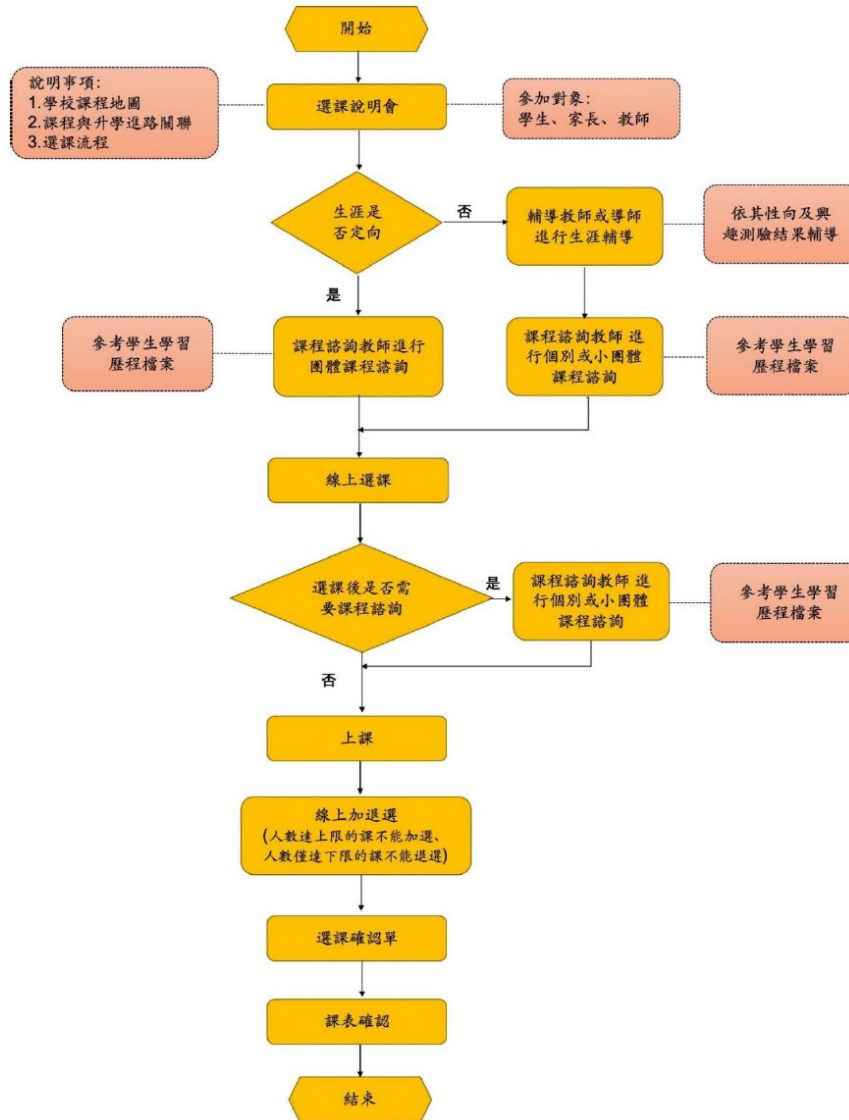 開始
說明事項:
1.學校課程地圖
2.課程與升學進路關聯
3.選課流程
選課說明會
參加對象:
學生、家長、教師
生涯是
否定向
否
輔導教師或導師
進行生涯輔導
依其性向及興
趣測驗結果輔導
是
參考學生學習
歷程檔案
課程諮詢教師進行
團體課程諮詢
課程諮詢教師 進
行個別或小團體
課程諮詢
參考學生學習
歷程檔案
線上選課
選課後是否需
要課程諮詢
是
課程諮詢教師 進
行個別或小團體
課程諮詢
參考學生學習
歷程檔案
否
上課
線上加退選
(人數達上限的課不能加選、
人數僅達下限的課不能退選)
選課確認單
課表確認
結束